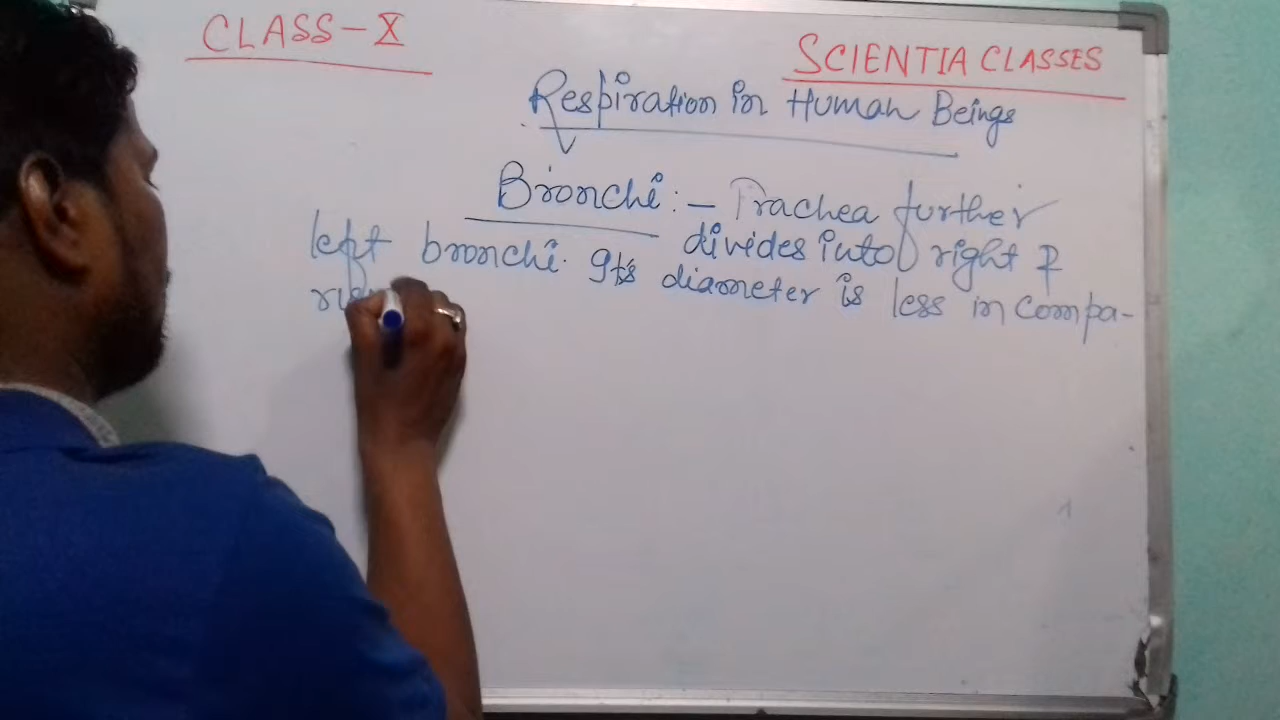 CLASS-X
SCIENTIA CLASSES
Respiration in Human Beings
Bronchi:- Trachea further
divides into right &
left bronchi. It's diameter is less in compa-